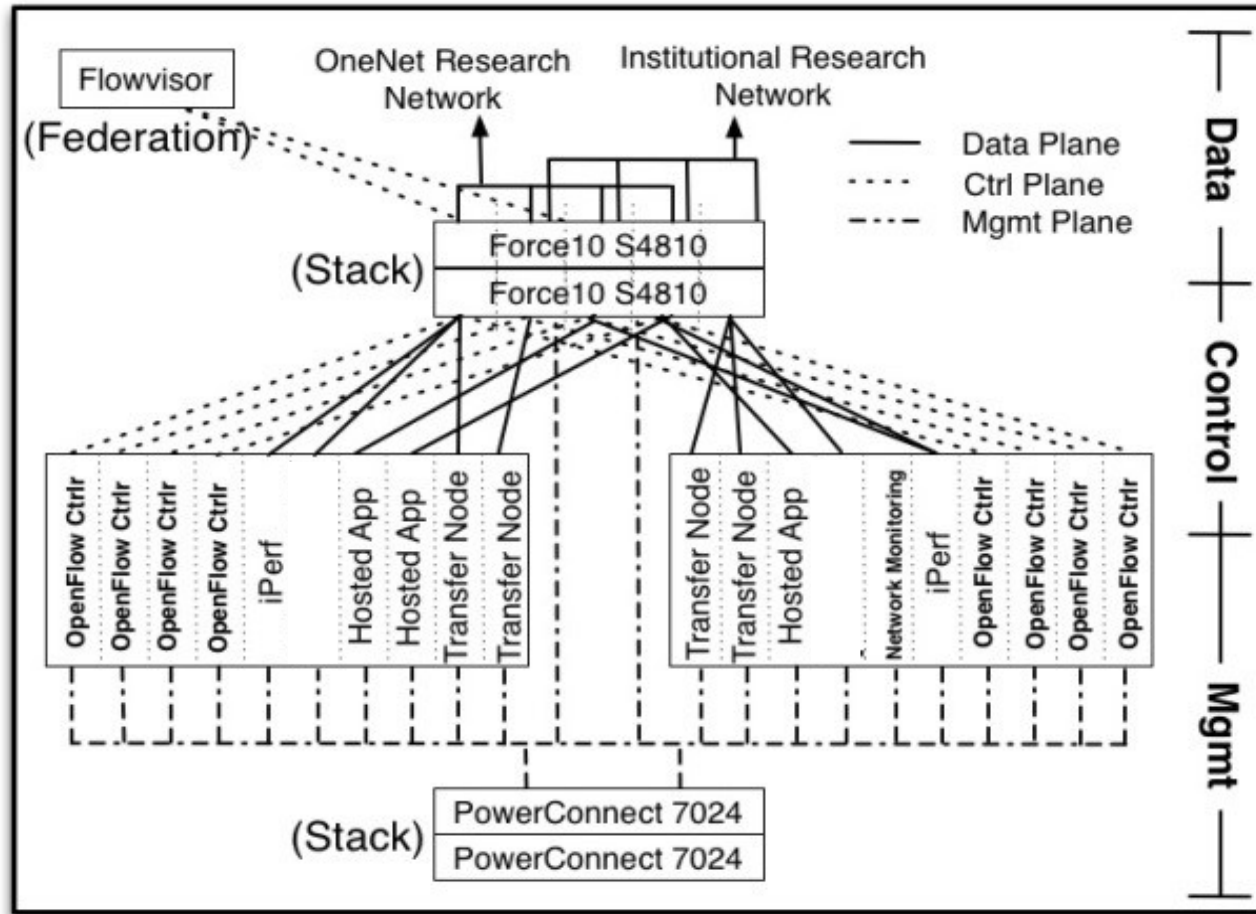 Flowvisor
(Federation)
OneNet Research
Network
Institutional Research
Network
Data Plane
Ctrl Plane
Mgmt Plane
Data
(Stack)
Force10 S4810
Force10 S4810
Control
OpenFlow Ctrlr
OpenFlow Ctrlr
OpenFlow Ctrlr
OpenFlow Ctrlr
iPerf
Hosted App
Hosted App
Transfer Node
Transfer Node
Transfer Node
Transfer Node
Hosted App
Network Monitoring
iPerf
OpenFlow Ctrlr
OpenFlow Ctrlr
OpenFlow Ctrlr
OpenFlow Ctrlr
Mgmt
(Stack)
PowerConnect 7024
PowerConnect 7024